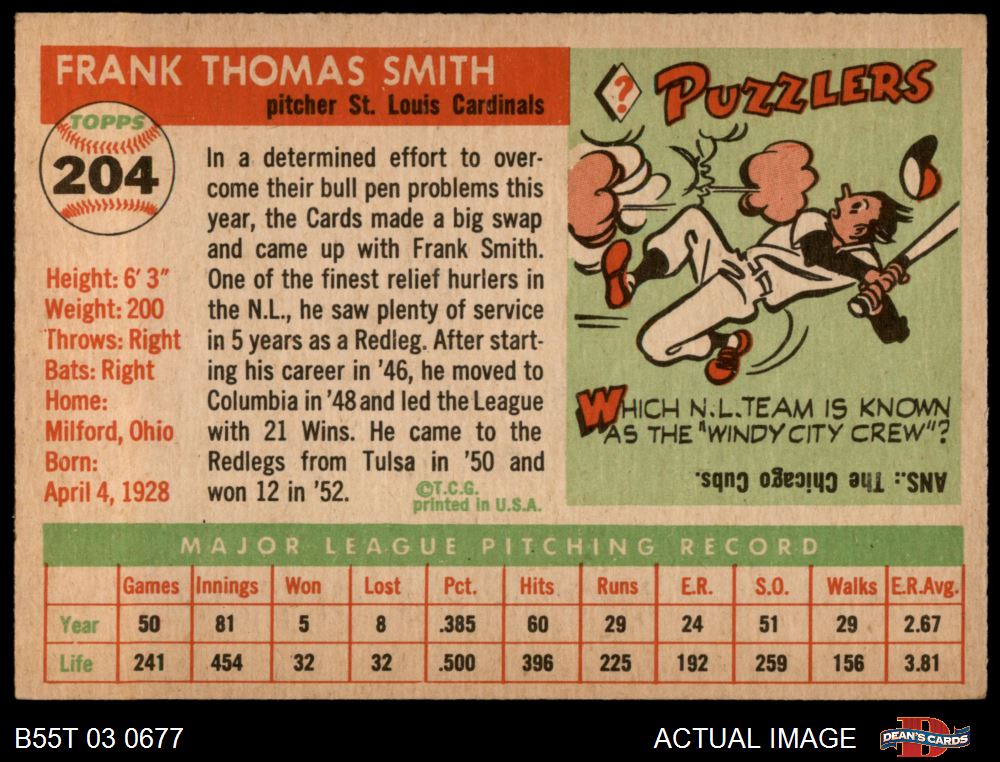 FRANK THOMAS SMITH
pitcher St. Louis Cardinals
TOPPS
204
In a determined effort to over-
come their bull pen problems this
year, the Cards made a big swap
and came up with Frank Smith.
One of the finest relief hurlers in
the N.L., he saw plenty of service
in 5 years as a Redleg. After start-
ing his career in '46, he moved to
Columbia in '48 and led the League
with 21 Wins. He came to the
Redlegs from Tulsa in '50 and
won 12 in '52.
©T.C.G.
printed in U.S.A.
Height: 6' 3"
Weight: 200
Throws: Right
Bats: Right
Home:
Milford, Ohio
Born:
April 4, 1928
? PUZZLERS
WHICH N.L. TEAM IS KNOWN
AS THE "WINDY CITY CREW"?
ANS.: The Chicago Cubs.
MAJOR LEAGUE PITCHING RECORD
Games Innings Won Lost Pct. Hits Runs E.R. S.O. Walks E.R.Avg.
Year 50 81 5 8 .385 60 29 24 51 29 2.67
Life 241 454 32 32 .500 396 225 192 259 156 3.81
B55T 03 0677
ACTUAL IMAGE
D
DEAN'S CARDS